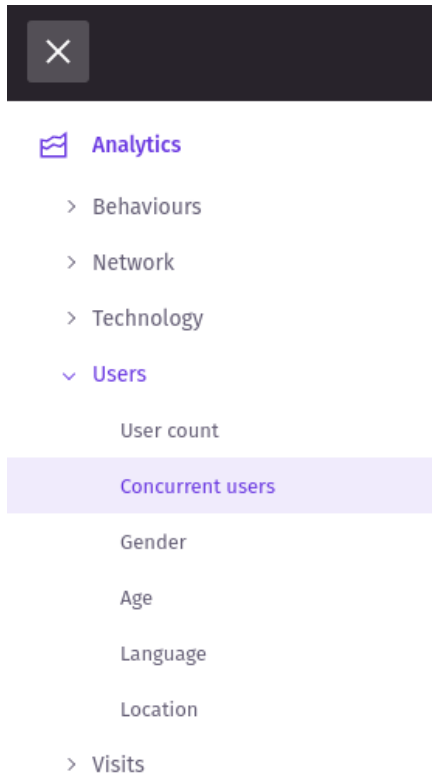 Analytics
Behaviours
Network
Technology
Users
User count
Concurrent users
Gender
Age
Language
Location
Visits